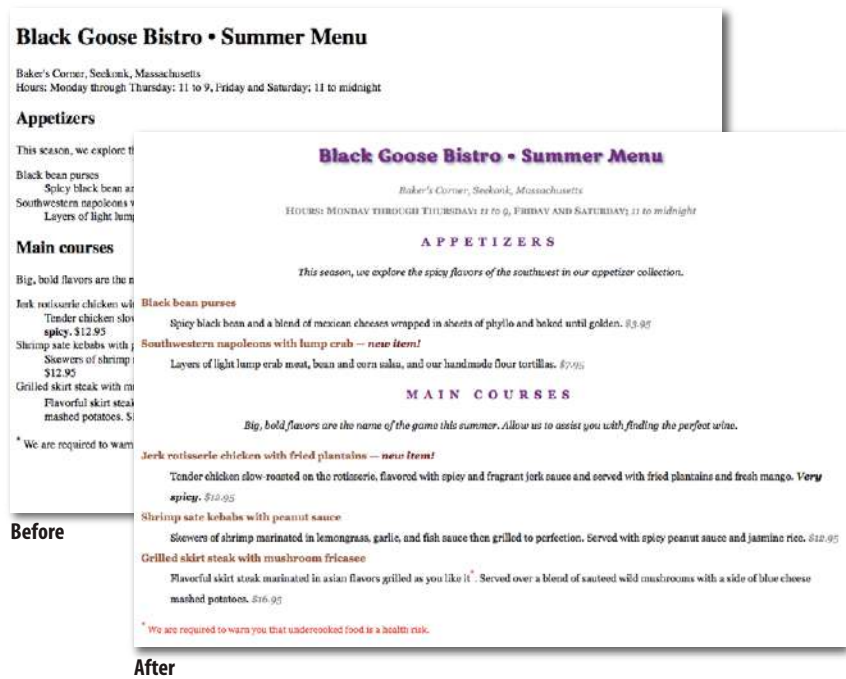 Black Goose Bistro • Summer Menu
Baker's Corner, Seekonk, Massachusetts
Hours: Monday through Thursday: 11 to 9, Friday and Saturday; 11 to midnight
Appetizers
This season, we explore
Black bean purses
Spicy black bean
Southwestern napoleons
Layers of light
Main courses
Big, bold flavors are the
Jerk rotisserie chicken
Tender chicken
spicy. $12.95
Shrimp sate kebabs with
Skewers of shrimp
$12.95
Grilled skirt steak with
Flavorful skirt
mashed potatoes.
* We are required to warn
Before
Black Goose Bistro • Summer Menu
Baker's Corner, Seekonk, Massachusetts
HOURS: MONDAY THROUGH THURSDAY: 11 to 9, FRIDAY AND SATURDAY; 11 to midnight
APPETIZERS
This season, we explore the spicy flavors of the southwest in our appetizer collection.
Black bean purses
Spicy black bean and a blend of mexican cheeses wrapped in sheets of phyllo and baked until golden. $3.95
Southwestern napoleons with lump crab — new item!
Layers of light lump crab meat, bean and corn salsa, and our handmade flour tortillas. $7.95
MAIN COURSES
Big, bold flavors are the name of the game this summer. Allow us to assist you with finding the perfect wine.
Jerk rotisserie chicken with fried plantains — new item!
Tender chicken slow-roasted on the rotisserie, flavored with spicy and fragrant jerk sauce and served with fried plantains and fresh mango. Very
spicy. $12.95
Shrimp sate kebabs with peanut sauce
Skewers of shrimp marinated in lemongrass, garlic, and fish sauce then grilled to perfection. Served with spicy peanut sauce and jasmine rice. $12.95
Grilled skirt steak with mushroom fricasee
Flavorful skirt steak marinated in asian flavors grilled as you like it*. Served over a blend of sauteed wild mushrooms with a side of blue cheese
mashed potatoes. $16.95
* We are required to warn you that undercooked food is a health risk.
After